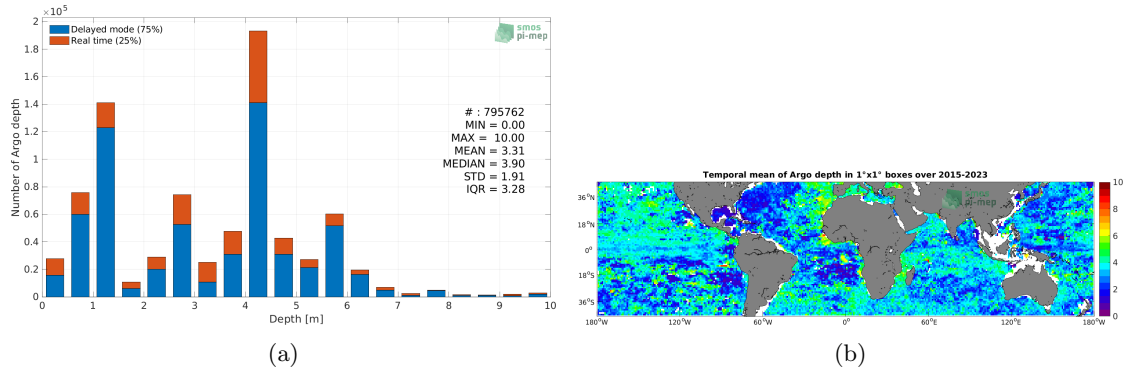 ×10⁵
Delayed mode (75%)
Real time (25%)
smos
pi-mep
2
1.8
1.6
1.4
1.2
1
0.8
0.6
0.4
0.2
0
Number of Argo depth
# : 795762
MIN = 0.00
MAX = 10.00
MEAN = 3.31
MEDIAN = 3.90
STD = 1.91
IQR = 3.28
0 1 2 3 4 5 6 7 8 9 10
Depth [m]
(a)
Temporal mean of Argo depth in 1°x1° boxes over 2015-2023
smos
pi-mep
36°N
18°N
0°
18°S
36°S
180°W 120°W 60°W 0° 60°E 120°E 180°W
10
8
6
4
2
0
(b)